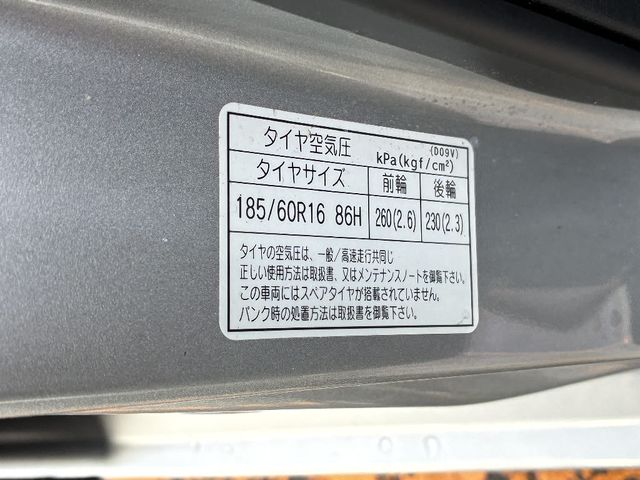 タイヤ空気圧 kPa(kgf/cm²) (D09V)
タイヤサイズ 前輪 後輪
185/60R16 86H 260(2.6) 230(2.3)
タイヤの空気圧は、一般/高速走行共同じ
正しい使用方法は取扱書、又はメンテナンスノートを御覧下さい。
この車両にはスペアタイヤが搭載されていません。
パンク時の処置方法は取扱書を御覧下さい。